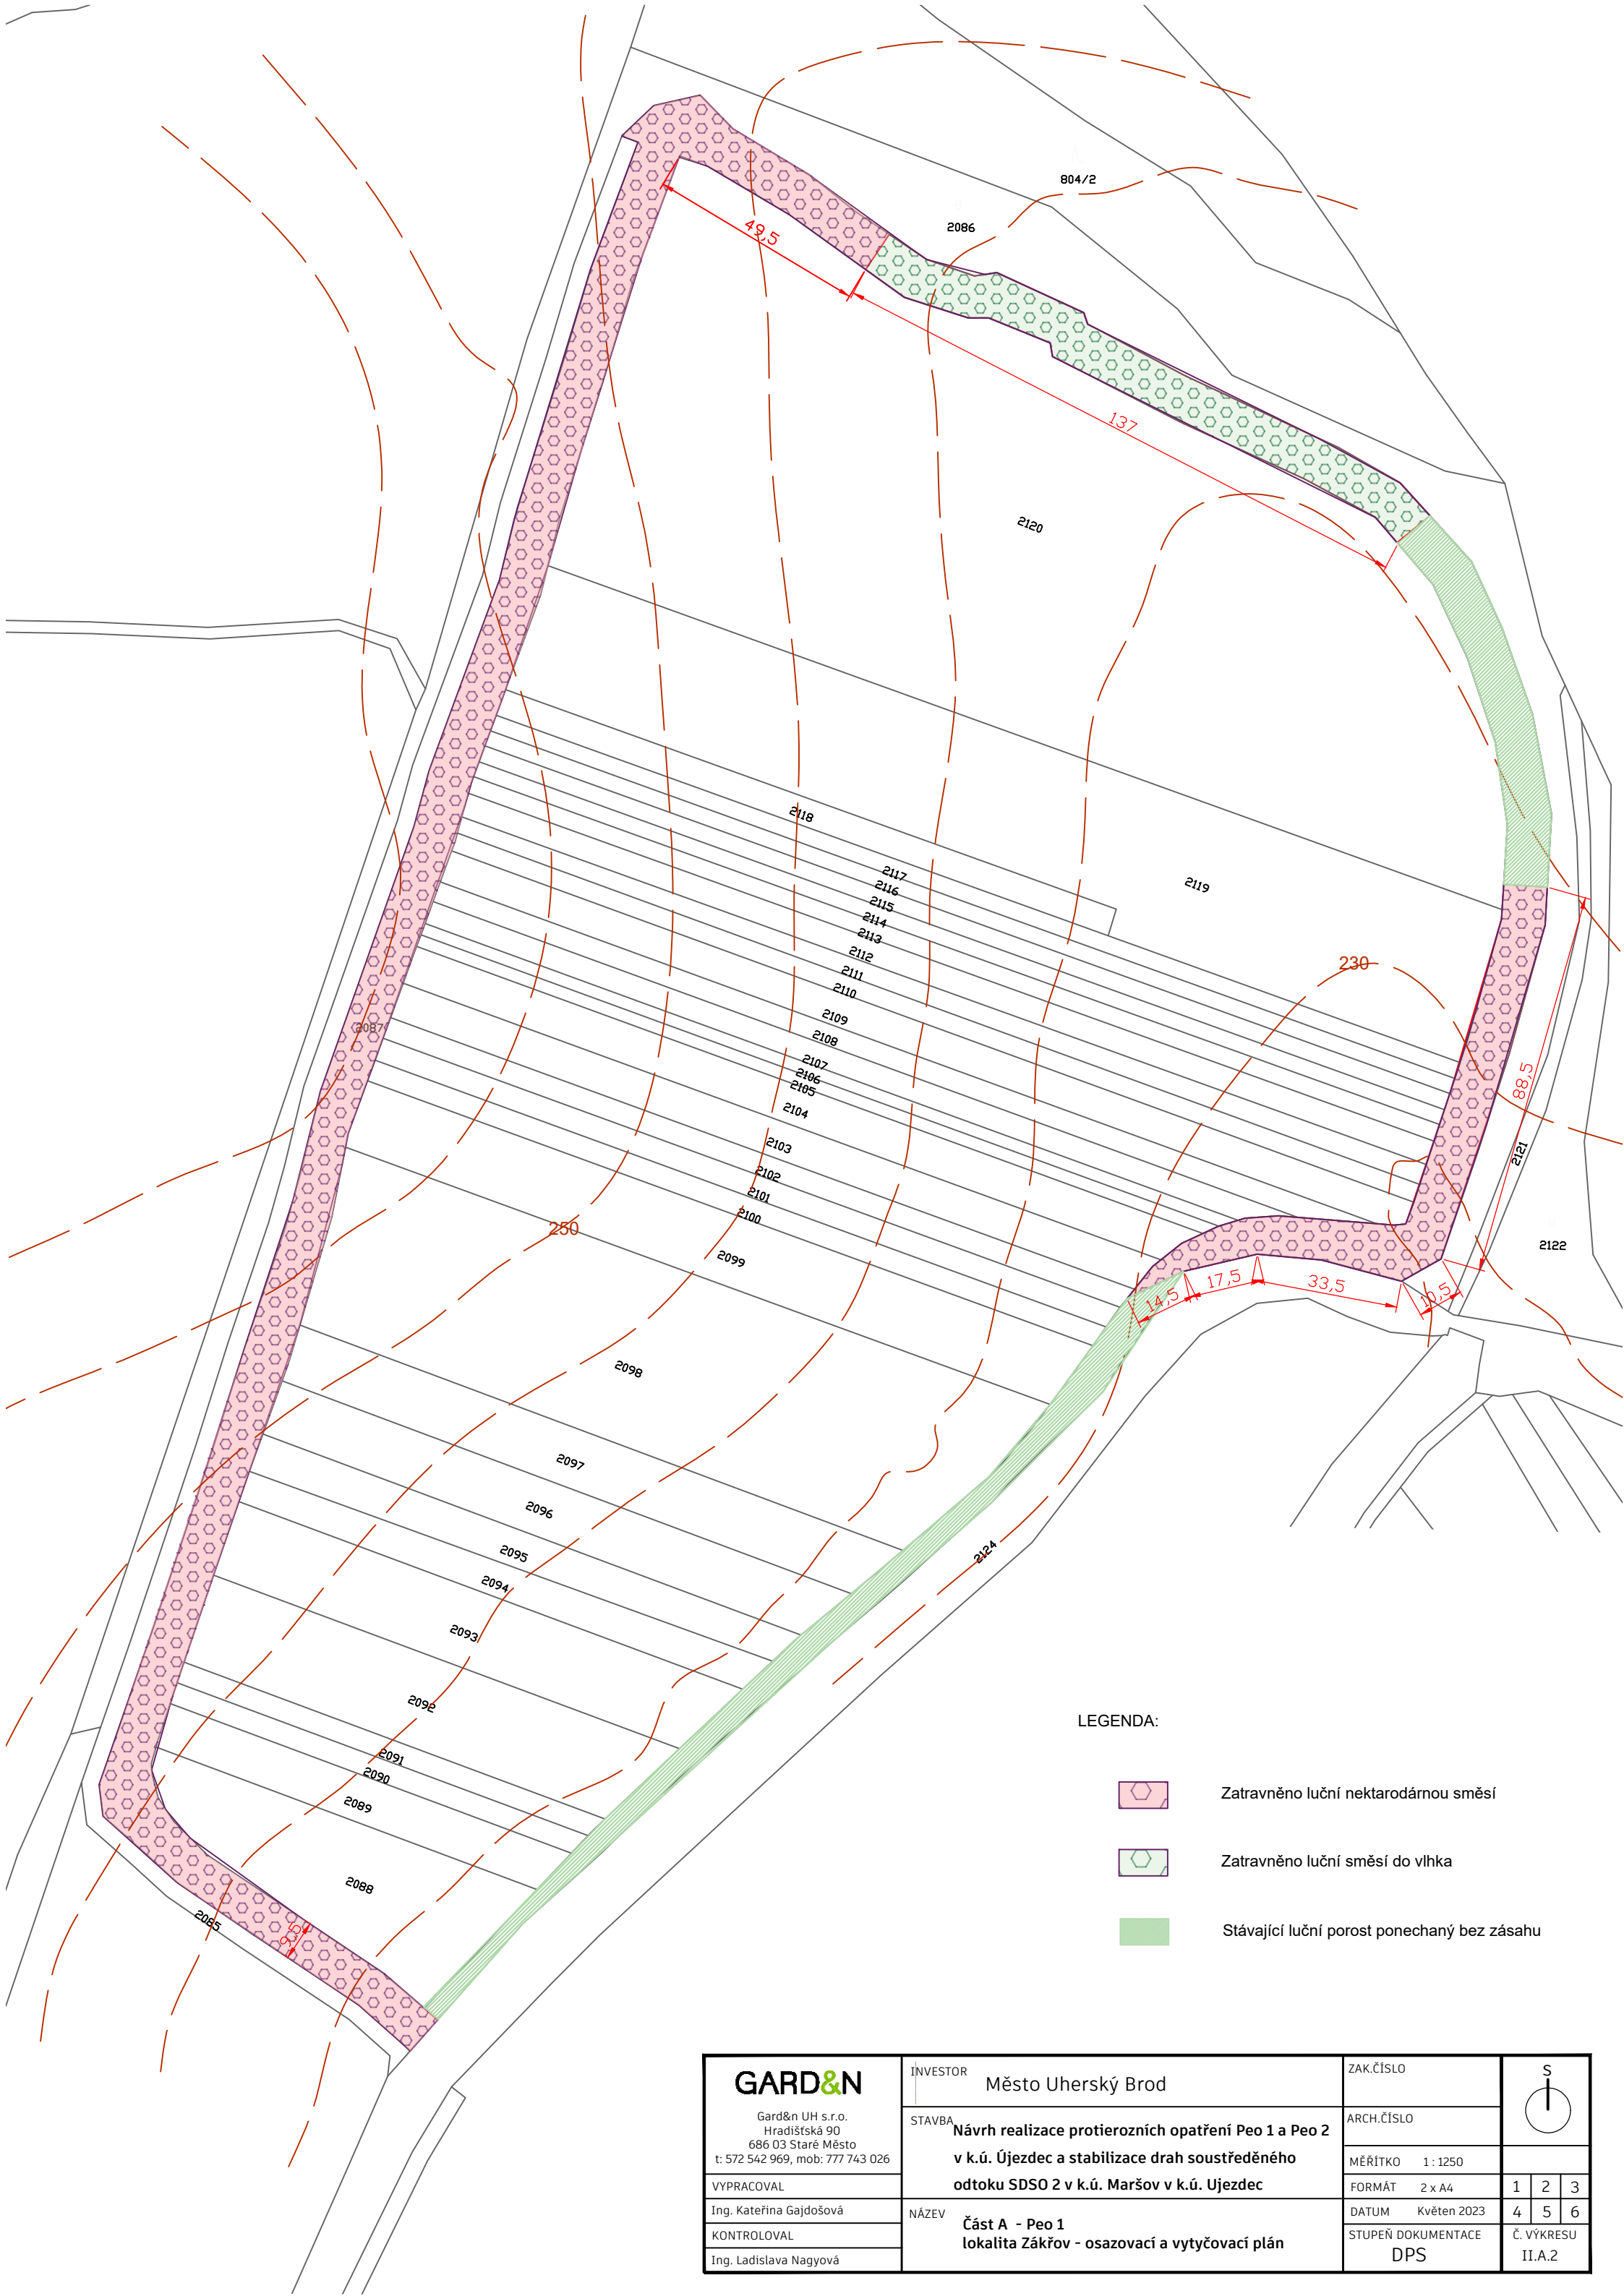 804/2
2086
49,5
137
2120
2118
2119
2117
2116
2115
2114
2113
2112
2111
2110
2109
2108
2107
2106
2105
2104
2103
2102
2101
2100
2099
230
2087
88,5
2121
2122
250
14,5
17,5
33,5
10,5
2098
2097
2096
2095
2094
2093
2092
2091
2090
2089
2088
2085
9,5
2124
LEGENDA:
Zatravněno luční nektarodárnou směsí
Zatravněno luční směsí do vlhka
Stávající luční porost ponechaný bez zásahu
GARD&N
Gard&n UH s.r.o.
Hradišťská 90
686 03 Staré Město
t: 572 542 969, mob: 777 743 026
VYPRACOVAL
Ing. Kateřina Gajdošová
KONTROLOVAL
Ing. Ladislava Nagyová
INVESTOR Město Uherský Brod
STAVBA Návrh realizace protierozních opatření Peo 1 a Peo 2
v k.ú. Újezdec a stabilizace drah soustředěného
odtoku SDSO 2 v k.ú. Maršov v k.ú. Ujezdec
NÁZEV Část A - Peo 1
lokalita Zákřov - osazovací a vytyčovací plán
ZAK.ČÍSLO
ARCH.ČÍSLO
MĚŘÍTKO 1 : 1250
FORMÁT 2 x A4
DATUM Květen 2023
STUPEŇ DOKUMENTACE
DPS
S
1 2 3
4 5 6
Č. VÝKRESU
II.A.2